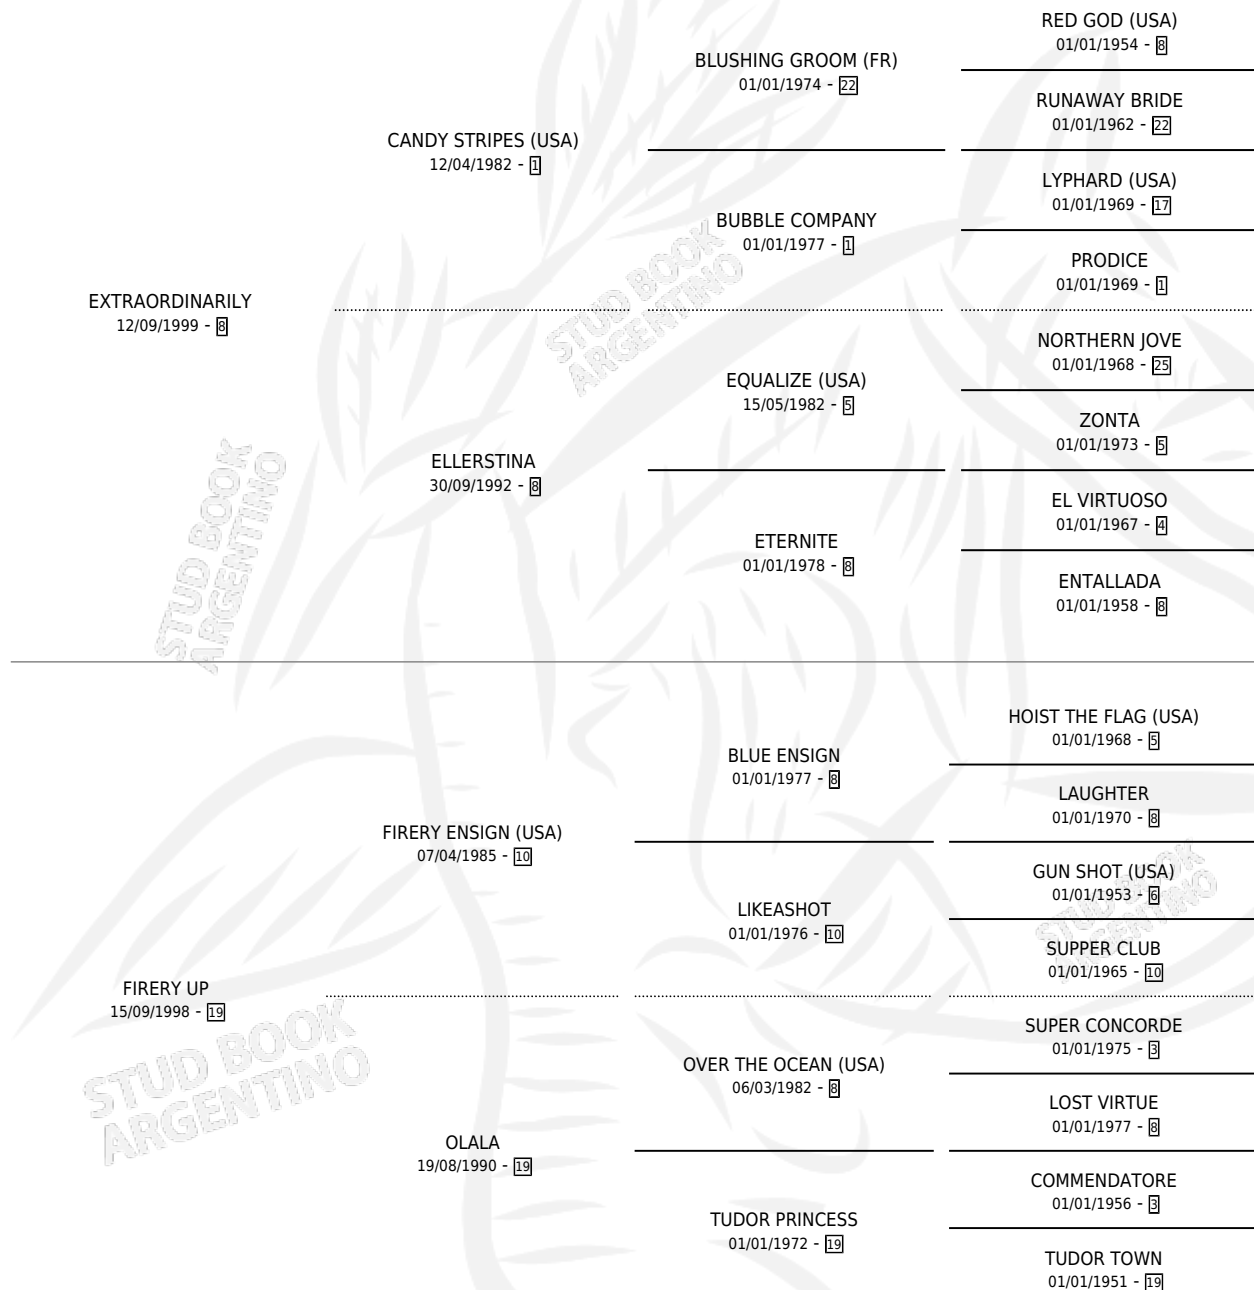 RED GOD (USA)
01/01/1954 - 8
BLUSHING GROOM (FR)
01/01/1974 - 22
RUNAWAY BRIDE
01/01/1962 - 22
CANDY STRIPES (USA)
12/04/1982 - 1
LYPHARD (USA)
01/01/1969 - 17
BUBBLE COMPANY
01/01/1977 - 1
PRODICE
01/01/1969 - 1
EXTRAORDINARILY
12/09/1999 - 8
NORTHERN JOVE
01/01/1968 - 25
EQUALIZE (USA)
15/05/1982 - 5
ZONTA
01/01/1973 - 5
ELLERSTINA
30/09/1992 - 8
EL VIRTUOSO
01/01/1967 - 4
ETERNITE
01/01/1978 - 8
ENTALLADA
01/01/1958 - 8
HOIST THE FLAG (USA)
01/01/1968 - 5
BLUE ENSIGN
01/01/1977 - 8
LAUGHTER
01/01/1970 - 8
FIRERY ENSIGN (USA)
07/04/1985 - 10
GUN SHOT (USA)
01/01/1953 - 6
LIKEASHOT
01/01/1976 - 10
SUPPER CLUB
01/01/1965 - 10
FIRERY UP
15/09/1998 - 19
SUPER CONCORDE
01/01/1975 - 3
OVER THE OCEAN (USA)
06/03/1982 - 8
LOST VIRTUE
01/01/1977 - 8
OLALA
19/08/1990 - 19
COMMENDATORE
01/01/1956 - 3
TUDOR PRINCESS
01/01/1972 - 19
TUDOR TOWN
01/01/1951 - 19
STUD BOOK
ARGENTINO
STUD BOOK
ARGENTINO
STUD BOOK
ARGENTINO
STUD BOOK
ARGENTINO